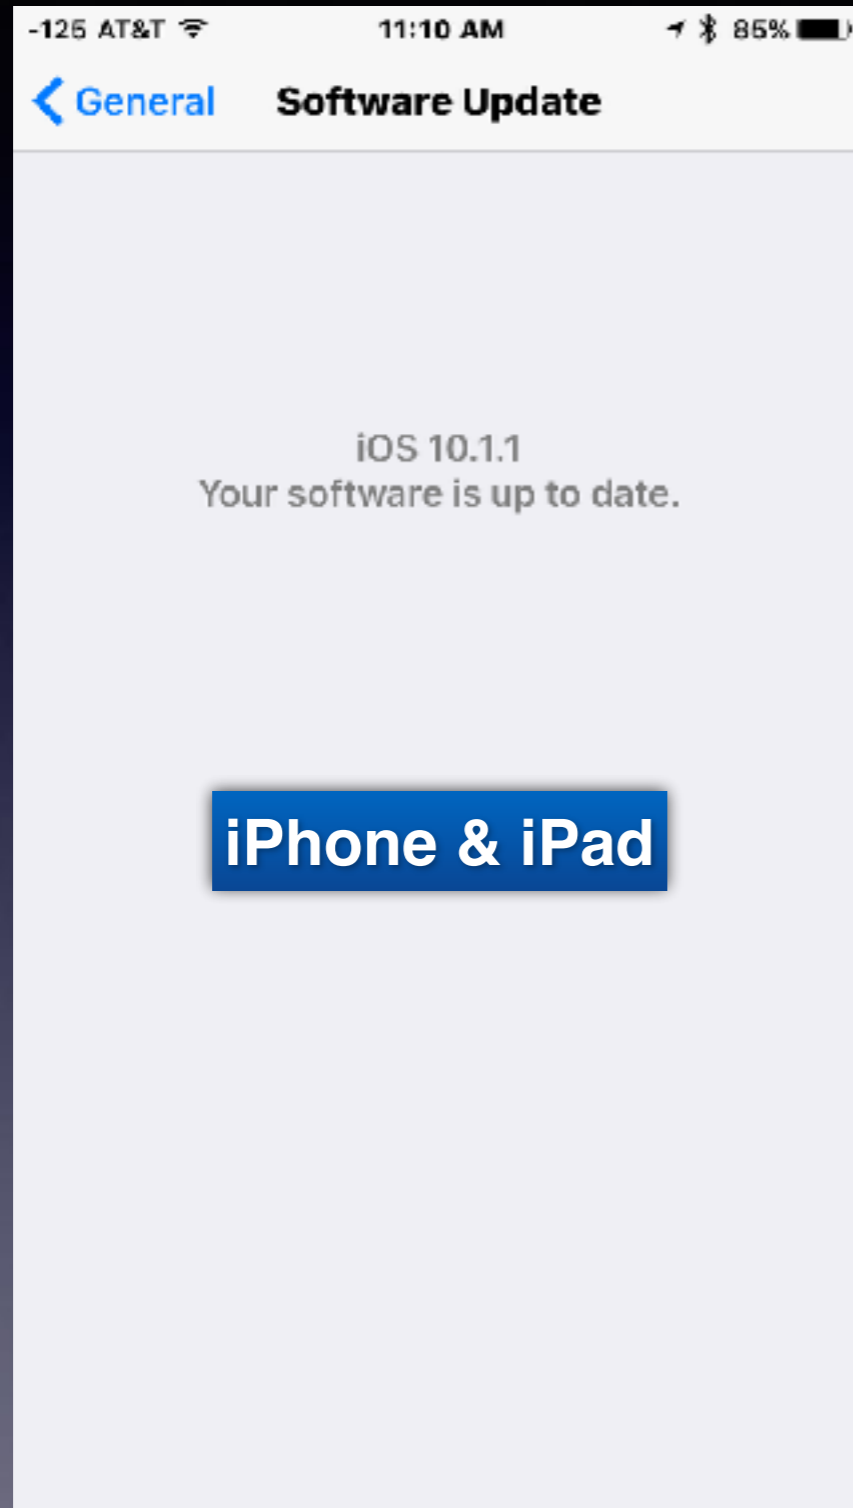 -125 AT&T 11:10 AM 85%
General Software Update
iOS 10.1.1
Your software is up to date.
iPhone & iPad